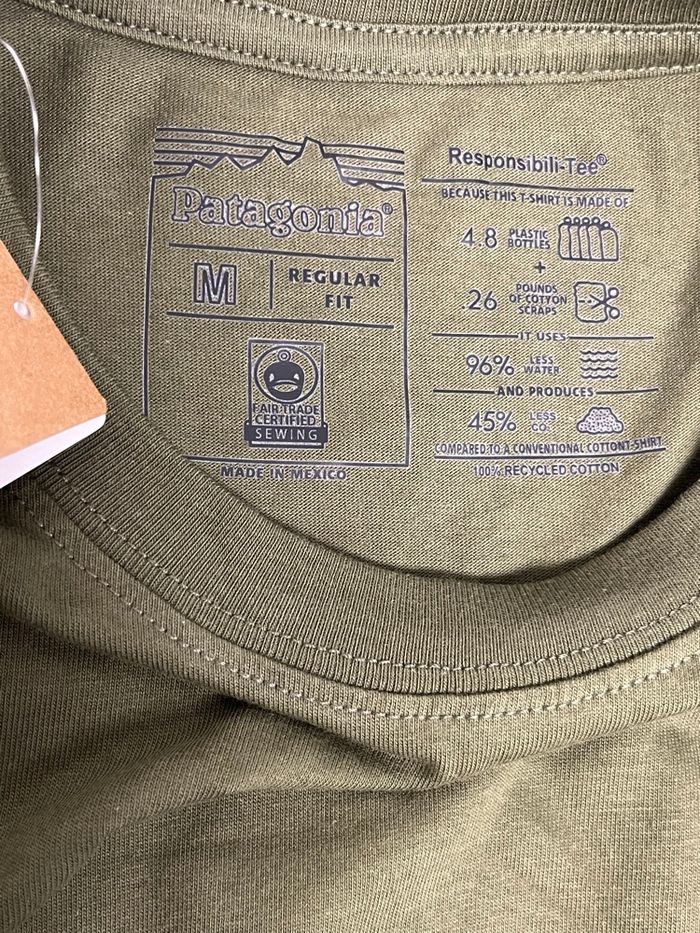 Patagonia®
M
REGULAR
FIT
FAIR TRADE
CERTIFIED
SEWING
MADE IN MEXICO
Responsibili-Tee®
BECAUSE THIS T-SHIRT IS MADE OF
4.8 PLASTIC
BOTTLES
+
.26 POUNDS
OF COTTON
SCRAPS
IT USES
96% LESS
WATER
AND PRODUCES
45% LESS
CO₂
COMPARED TO A CONVENTIONAL COTTON T-SHIRT
100% RECYCLED COTTON